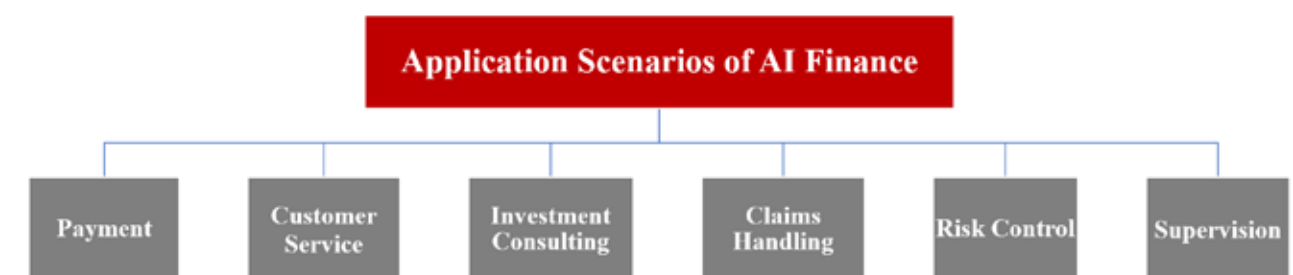 Application Scenarios of AI Finance
Payment
Customer
Service
Investment
Consulting
Claims
Handling
Risk Control
Supervision